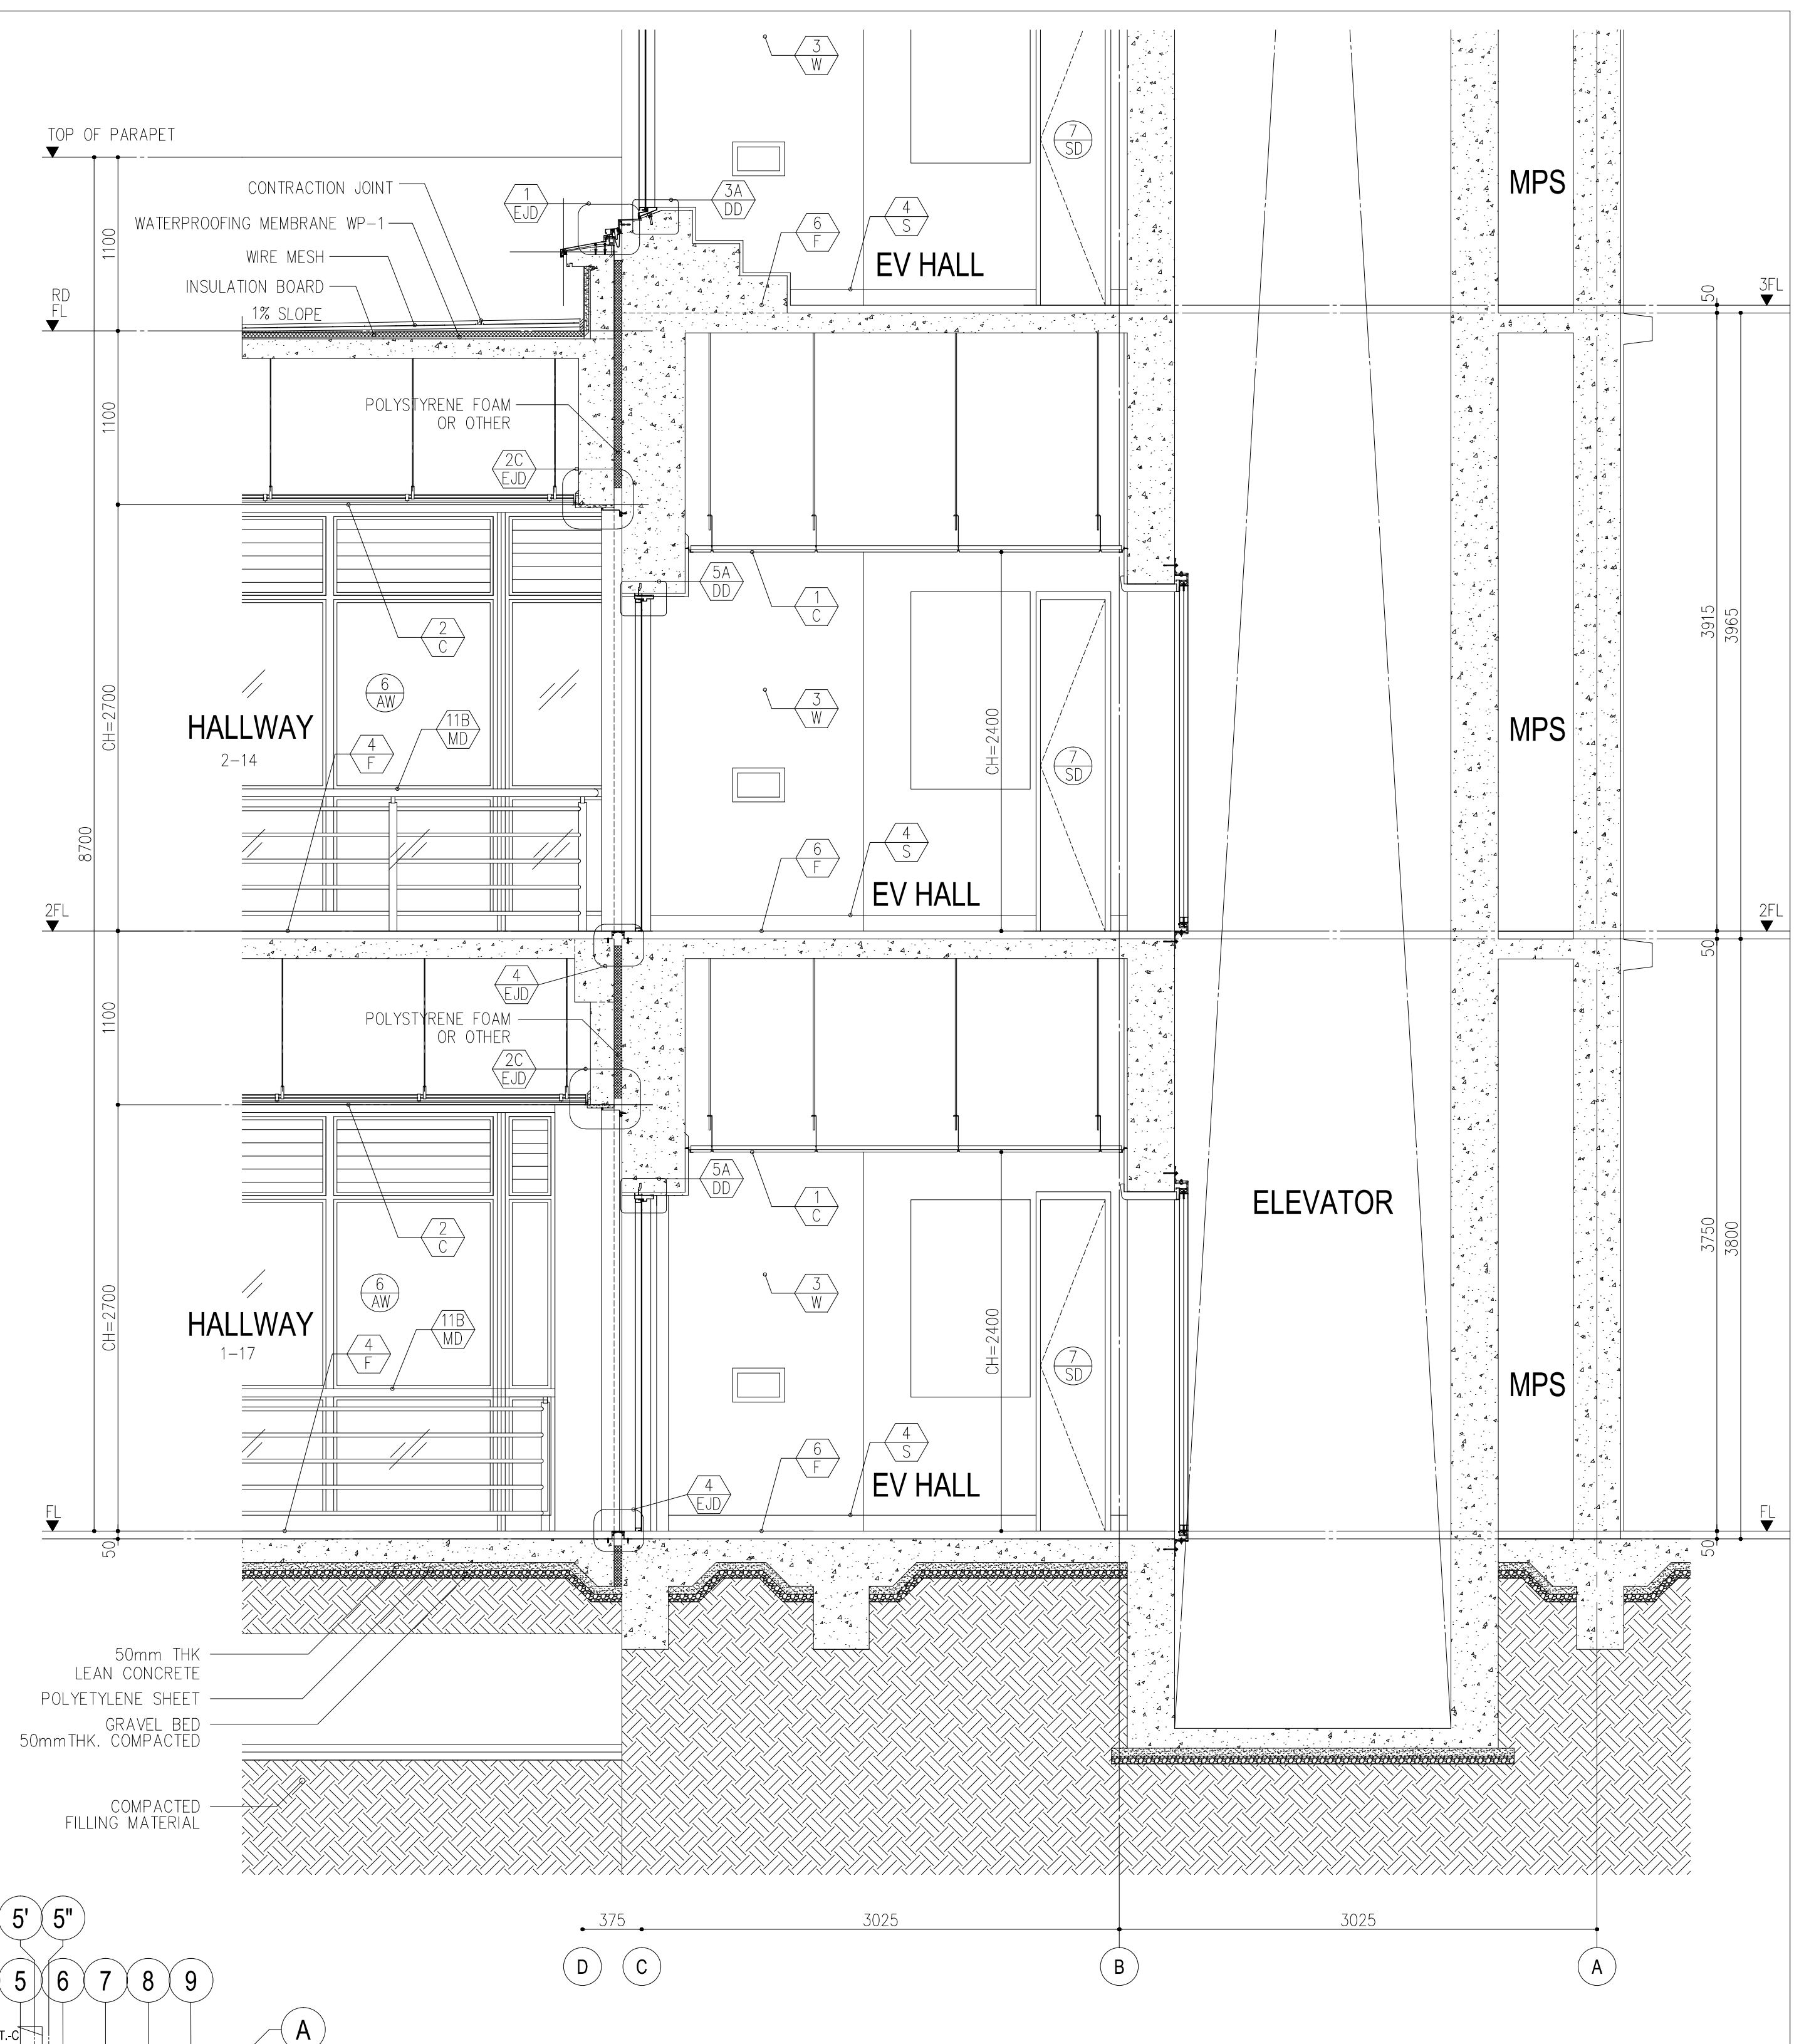 3
W
7
SD
TOP OF PARAPET
MPS
CONTRACTION JOINT
1
EJD
3A
DD
4
S
WATERPROOFING MEMBRANE WP-1
6
F
1100
WIRE MESH
EV HALL
INSULATION BOARD
RD
FL
1% SLOPE
50
3FL
1100
POLYSTYRENE FOAM
OR OTHER
2C
EJD
5A
DD
1
C
2
C
3915
3965
6
AW
3
W
CH=2700
HALLWAY
2-14
11B
MD
4
F
CH=2400
7
SD
MPS
8700
4
S
6
F
EV HALL
2FL
2FL
50
4
EJD
1100
POLYSTYRENE FOAM
OR OTHER
2C
EJD
5A
DD
1
C
ELEVATOR
2
C
3750
3800
6
AW
3
W
CH=2700
HALLWAY
1-17
11B
MD
4
F
CH=2400
7
SD
MPS
4
S
6
F
EV HALL
4
EJD
FL
FL
50
50
50mm THK
LEAN CONCRETE
POLYETYLENE SHEET
GRAVEL BED
50mmTHK. COMPACTED
COMPACTED
FILLING MATERIAL
5' 5"
375 3025 3025
D C B A
5 6 7 8 9
T.-C
A